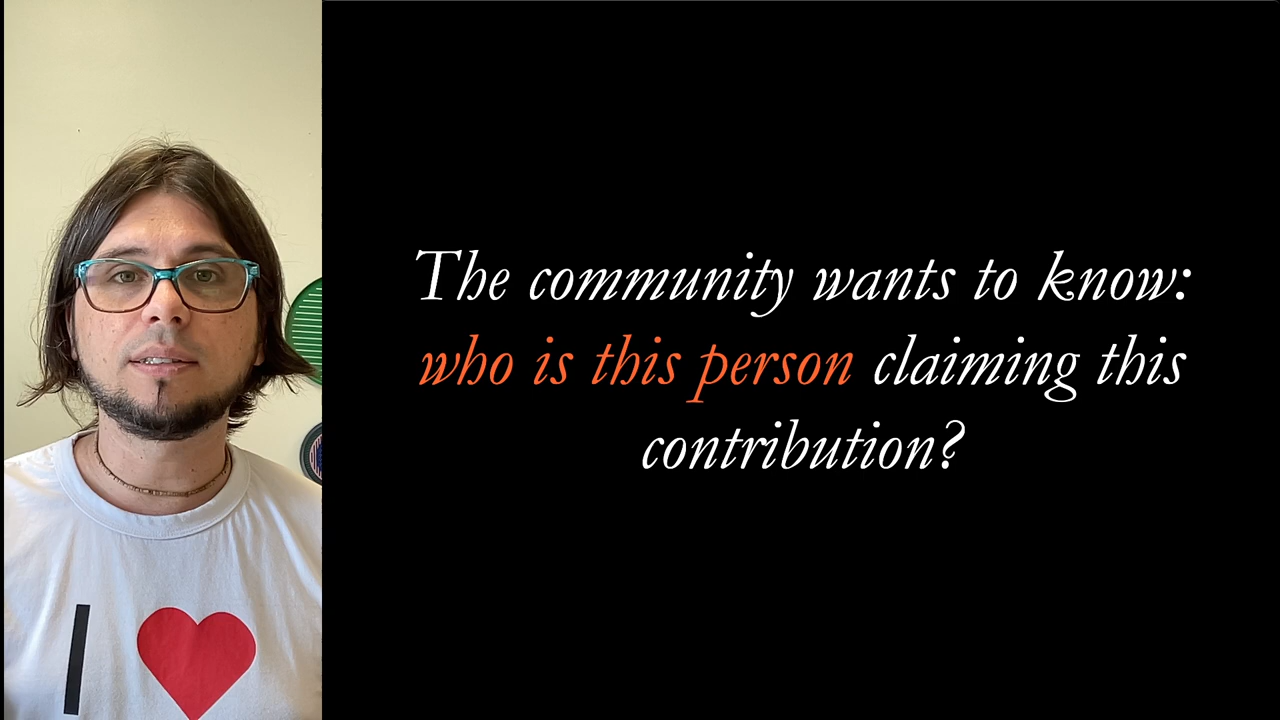 The community wants to know:
who is this person claiming this
contribution?
I